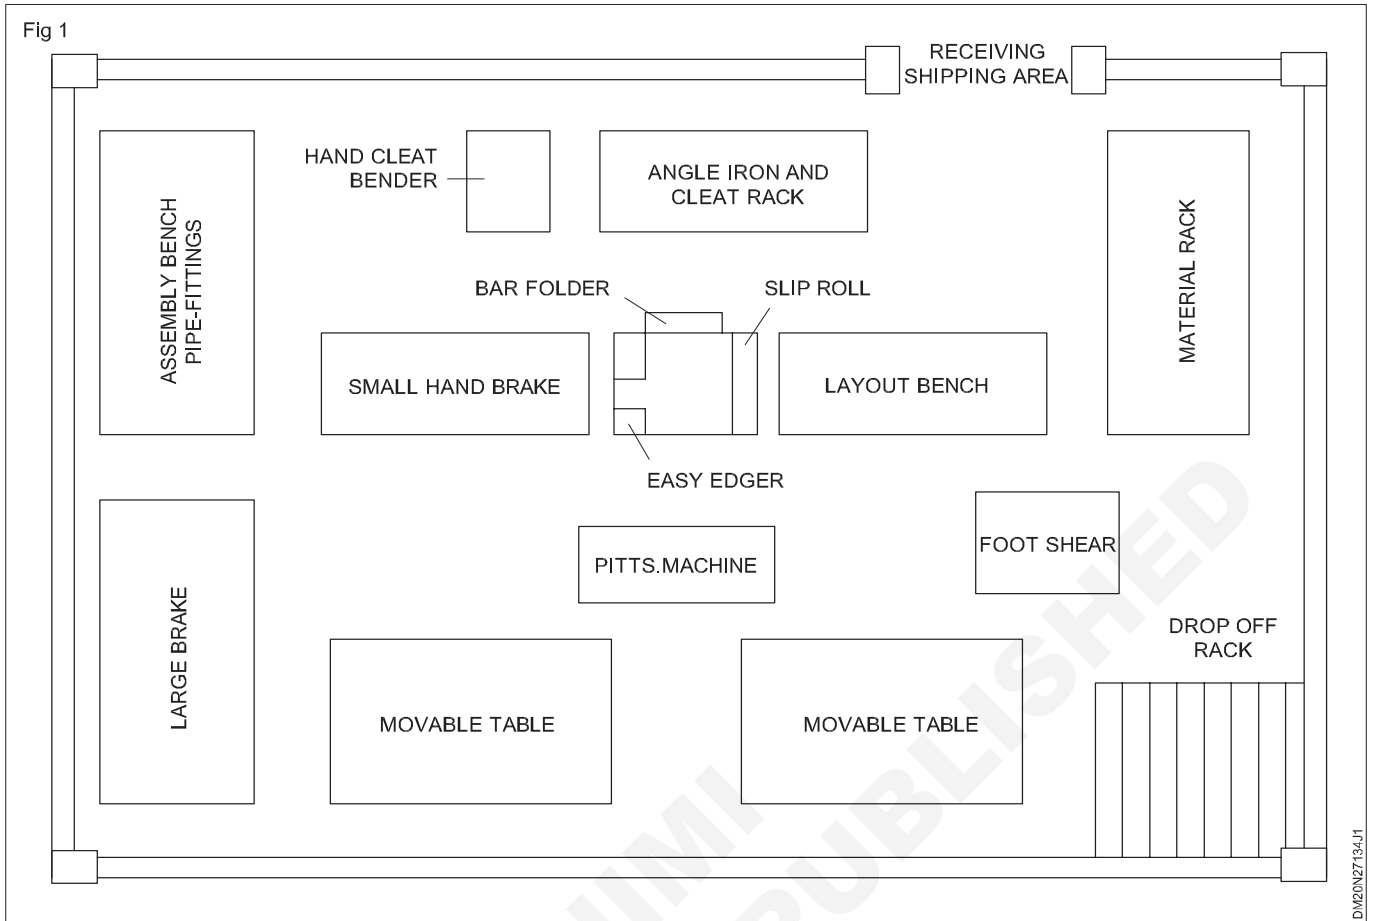 Fig 1
RECEIVING
SHIPPING AREA
HAND CLEAT
BENDER
ANGLE IRON AND
CLEAT RACK
ASSEMBLY BENCH
PIPE-FITTINGS
MATERIAL RACK
BAR FOLDER
SLIP ROLL
SMALL HAND BRAKE
LAYOUT BENCH
EASY EDGER
PITTS.MACHINE
FOOT SHEAR
DROP OFF
RACK
LARGE BRAKE
MOVABLE TABLE
MOVABLE TABLE
DM20N27134J1
NIMI
PUBLISHED